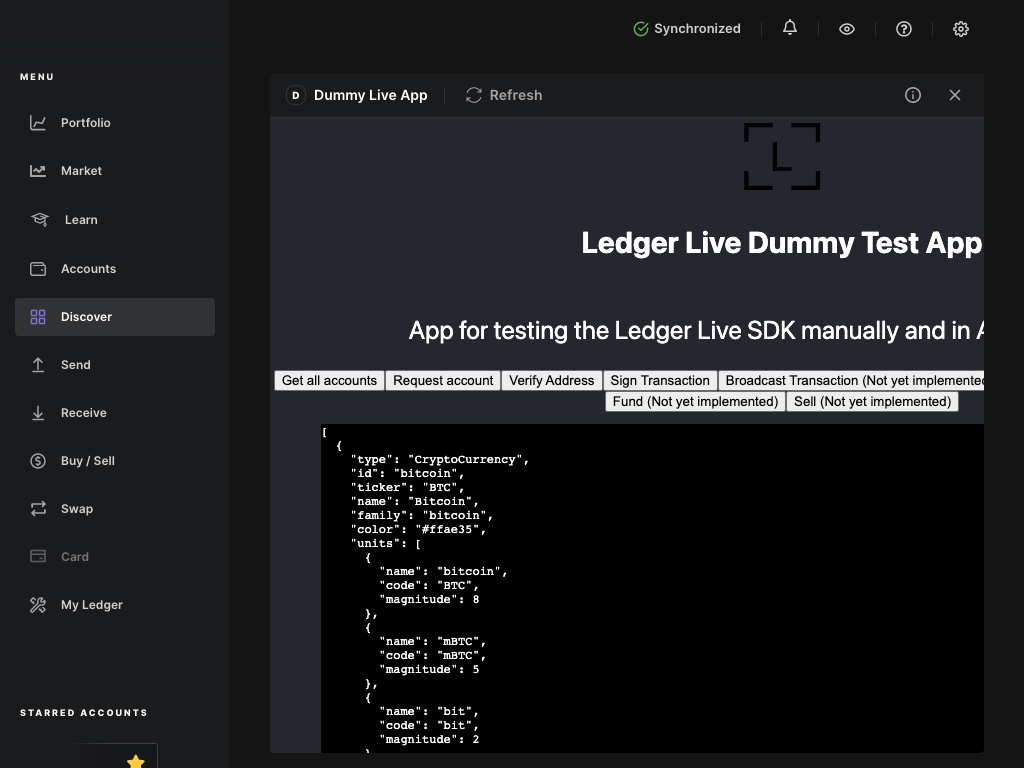 Synchronized
MENU
Portfolio
Market
Learn
Accounts
Discover
Send
Receive
Buy / Sell
Swap
Card
My Ledger
STARRED ACCOUNTS
D Dummy Live App Refresh
L
Ledger Live Dummy Test App
App for testing the Ledger Live SDK manually and in
Get all accounts Request account Verify Address Sign Transaction Broadcast Transaction (Not yet
Fund (Not yet implemented) Sell (Not yet implemented)
[
{
"type": "CryptoCurrency",
"id": "bitcoin",
"ticker": "BTC",
"name": "Bitcoin",
"family": "bitcoin",
"color": "#ffae35",
"units": [
{
"name": "bitcoin",
"code": "BTC",
"magnitude": 8
},
{
"name": "mBTC",
"code": "mBTC",
"magnitude": 5
},
{
"name": "bit",
"code": "bit",
"magnitude": 2